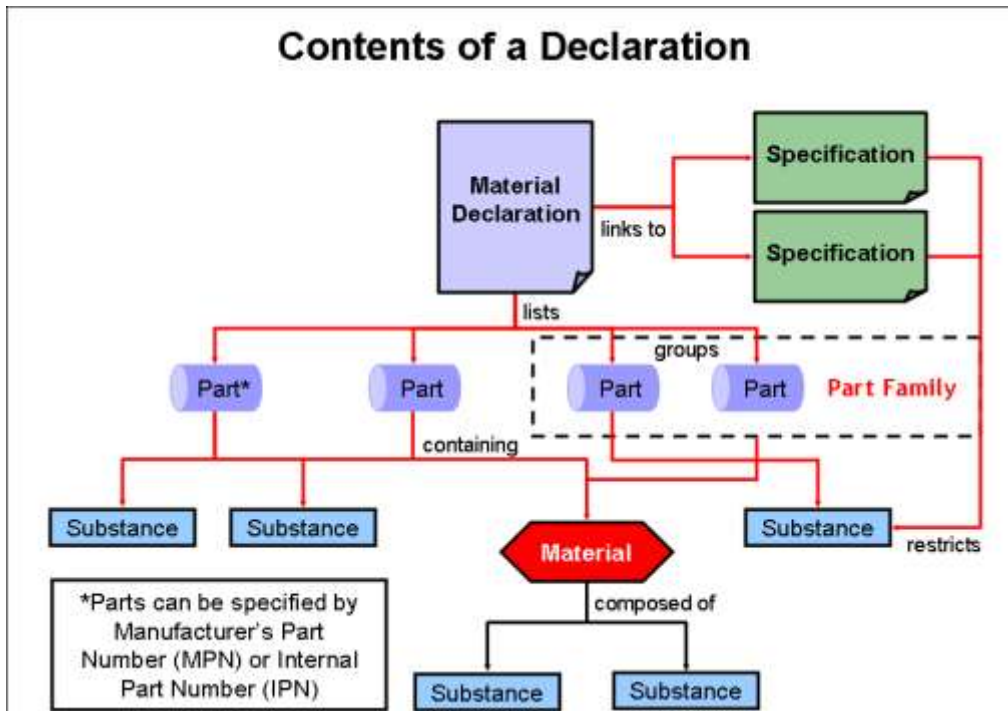 Contents of a Declaration
Material
Declaration
Specification
links to
Specification
lists
groups
Part*
Part
Part
Part
Part Family
containing
Substance
Substance
Substance
restricts
Material
*Parts can be specified by
Manufacturer's Part
Number (MPN) or Internal
Part Number (IPN)
composed of
Substance
Substance